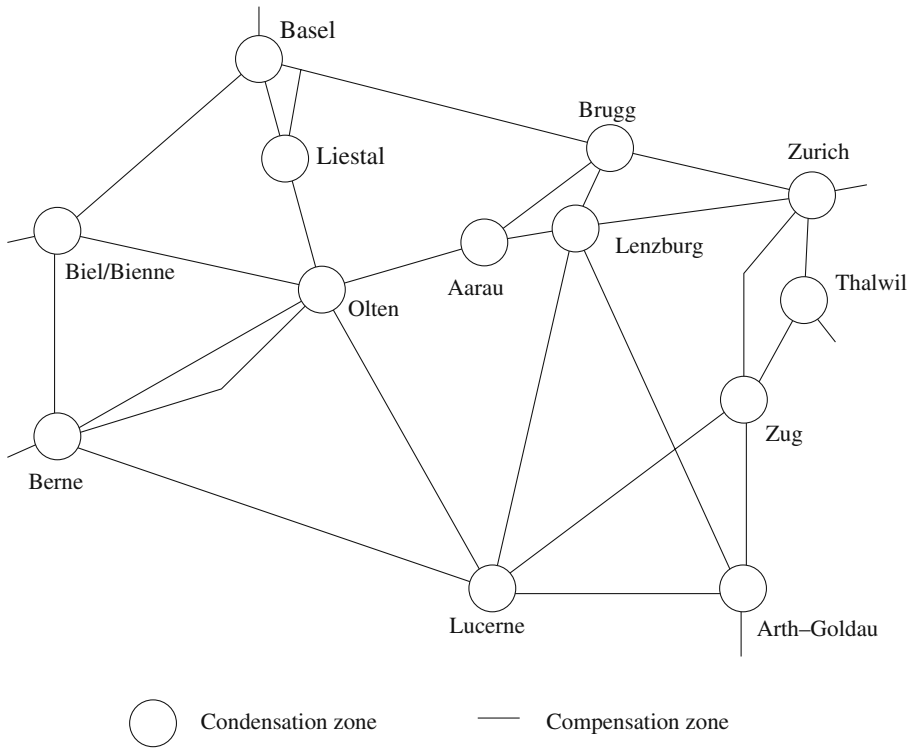 Basel
Brugg
Zurich
Liestal
Biel/Bienne
Lenzburg
Aarau
Thalwil
Olten
Zug
Berne
Lucerne
Arth–Goldau
Condensation zone
Compensation zone